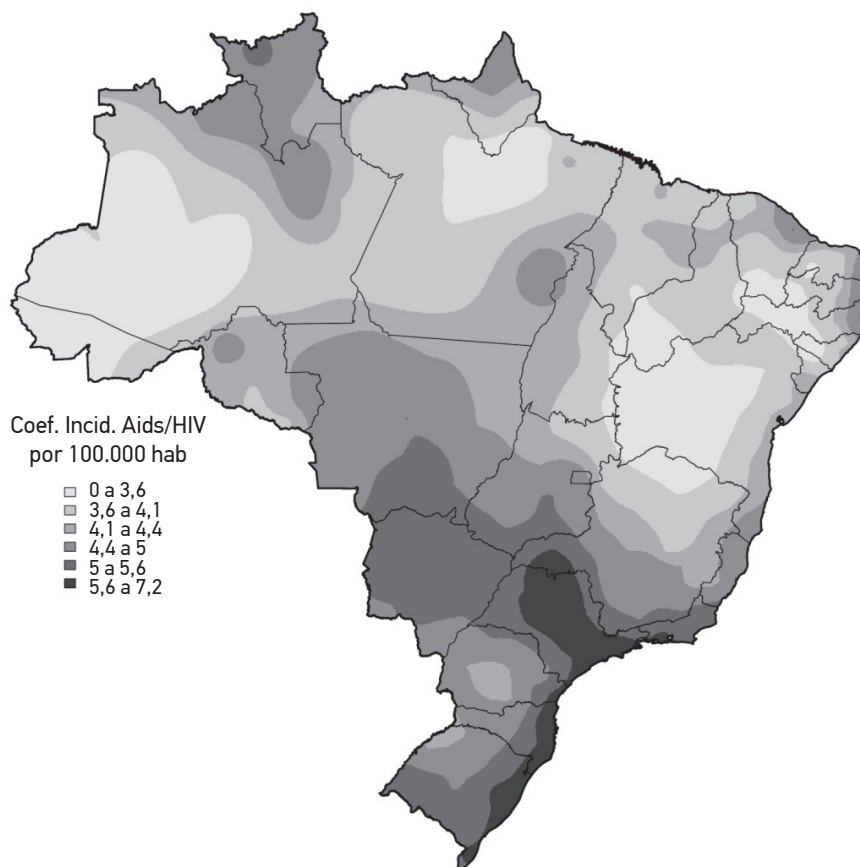 Coef. Incid. Aids/HIV
por 100.000 hab
0 a 3,6
3,6 a 4,1
4,1 a 4,4
4,4 a 5
5 a 5,6
5,6 a 7,2